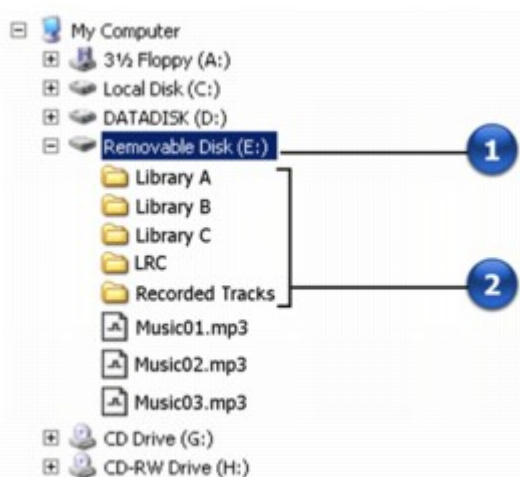 My Computer
3½ Floppy (A:)
Local Disk (C:)
DATADISK (D:)
Removable Disk (E:)
1
Library A
Library B
Library C
LRC
Recorded Tracks
2
Music01.mp3
Music02.mp3
Music03.mp3
CD Drive (G:)
CD-RW Drive (H:)